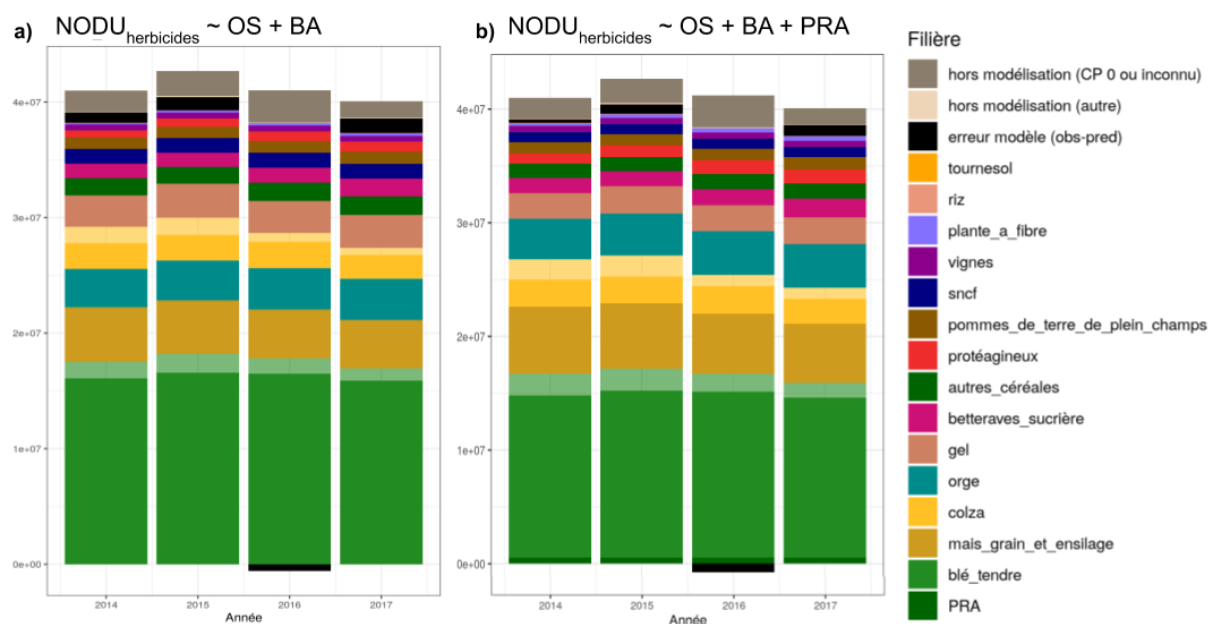 a) NODUherbicides ~ OS + BA
b) NODUherbicides ~ OS + BA + PRA
4e+07
3e+07
2e+07
1e+07
0e+00
2014 2015 2016 2017
Année
4e+07
3e+07
2e+07
1e+07
0e+00
2014 2015 2016 2017
Année
Filière
hors modélisation (CP 0 ou inconnu)
hors modélisation (autre)
erreur modèle (obs-pred)
tournesol
riz
plante_a_fibre
vignes
sncf
pommes_de_terre_de_plein_champs
protéagineux
autres_céréales
betteraves_sucrière
gel
orge
colza
mais_grain_et_ensilage
blé_tendre
PRA